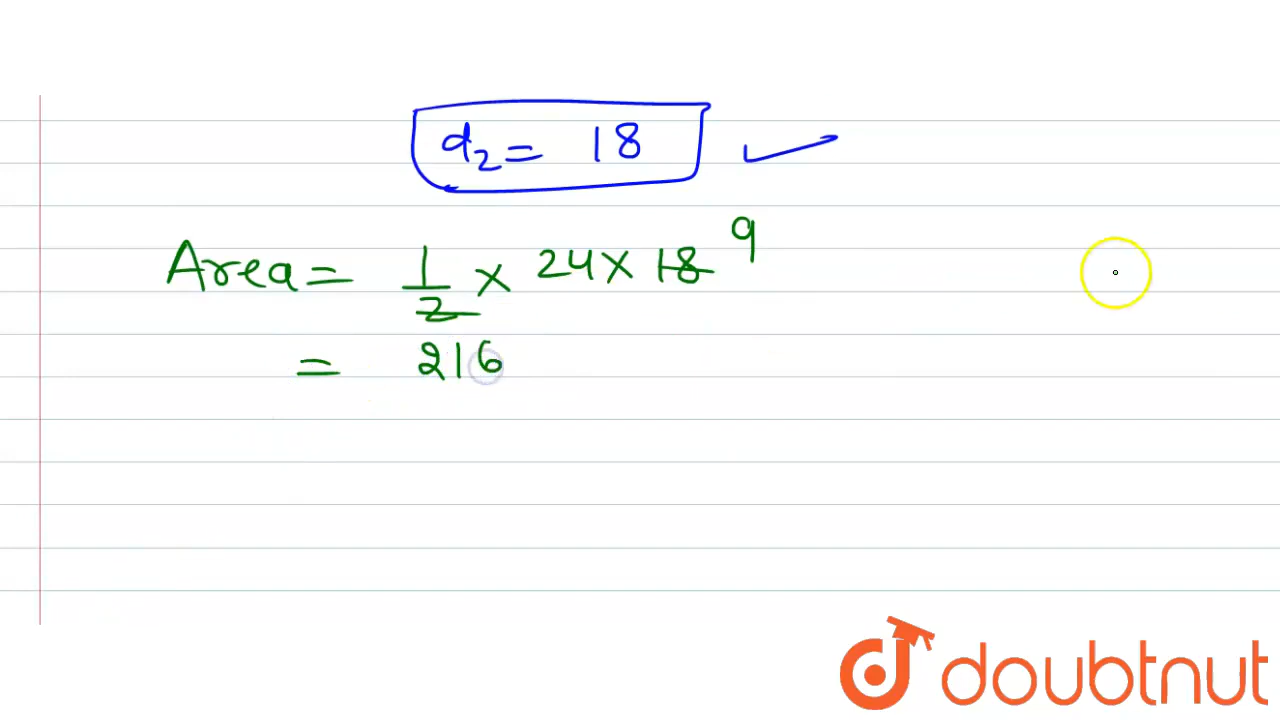 d₂ = 18
Area = 1/2 × 24 × 18 9
= 216
doubtnut